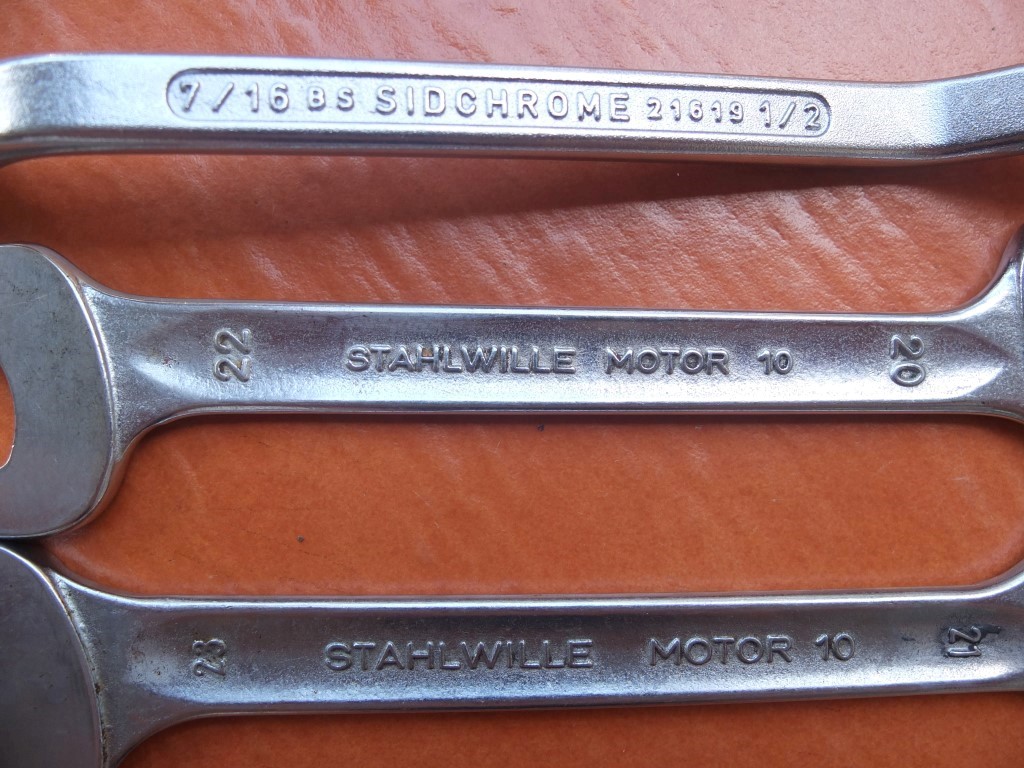 7/16 BS SIDCHROME 21619 1/2
22 STAHLWILLE MOTOR 10 20
23 STAHLWILLE MOTOR 10 21